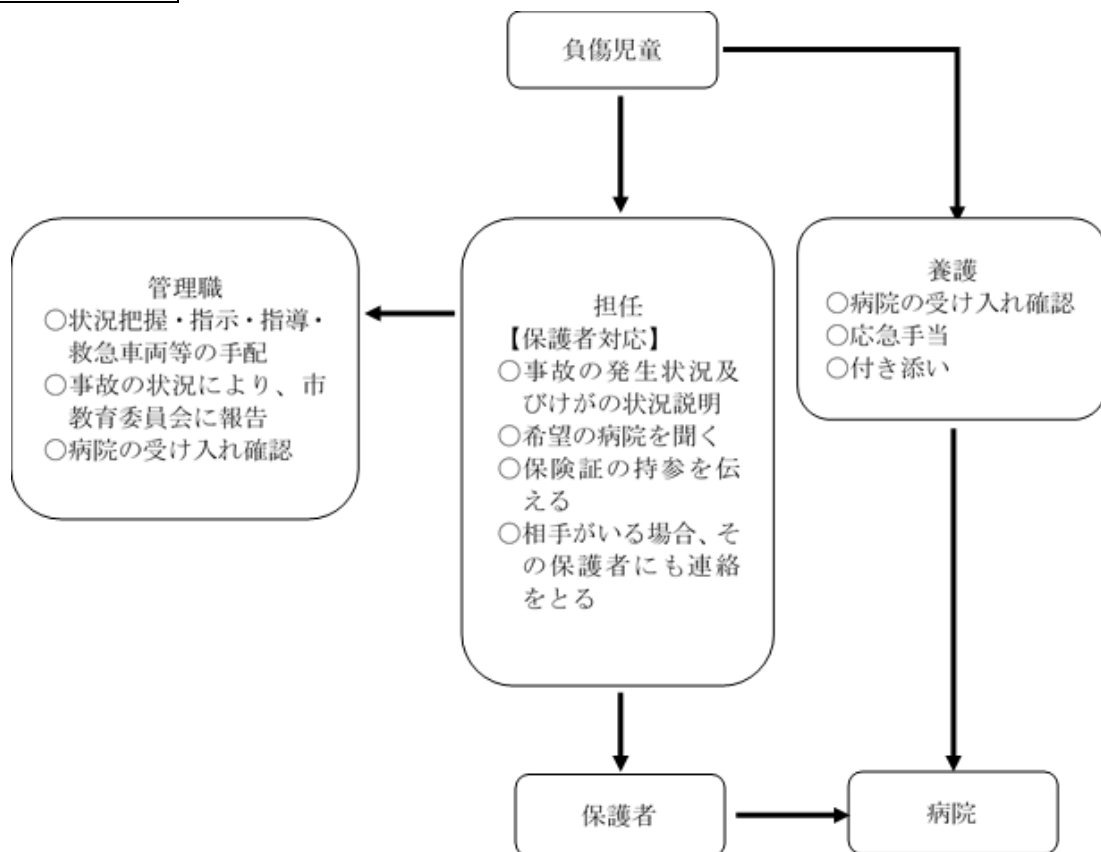 負傷児童
管理職
○状況把握・指示・指導・
救急車両等の手配
○事故の状況により、市
教育委員会に報告
○病院の受け入れ確認
担任
【保護者対応】
○事故の発生状況及
びけがの状況説明
○希望の病院を聞く
○保険証の持参を伝
える
○相手がいる場合、そ
の保護者にも連絡
をとる
養護
○病院の受け入れ確認
○応急手当
○付き添い
保護者
病院